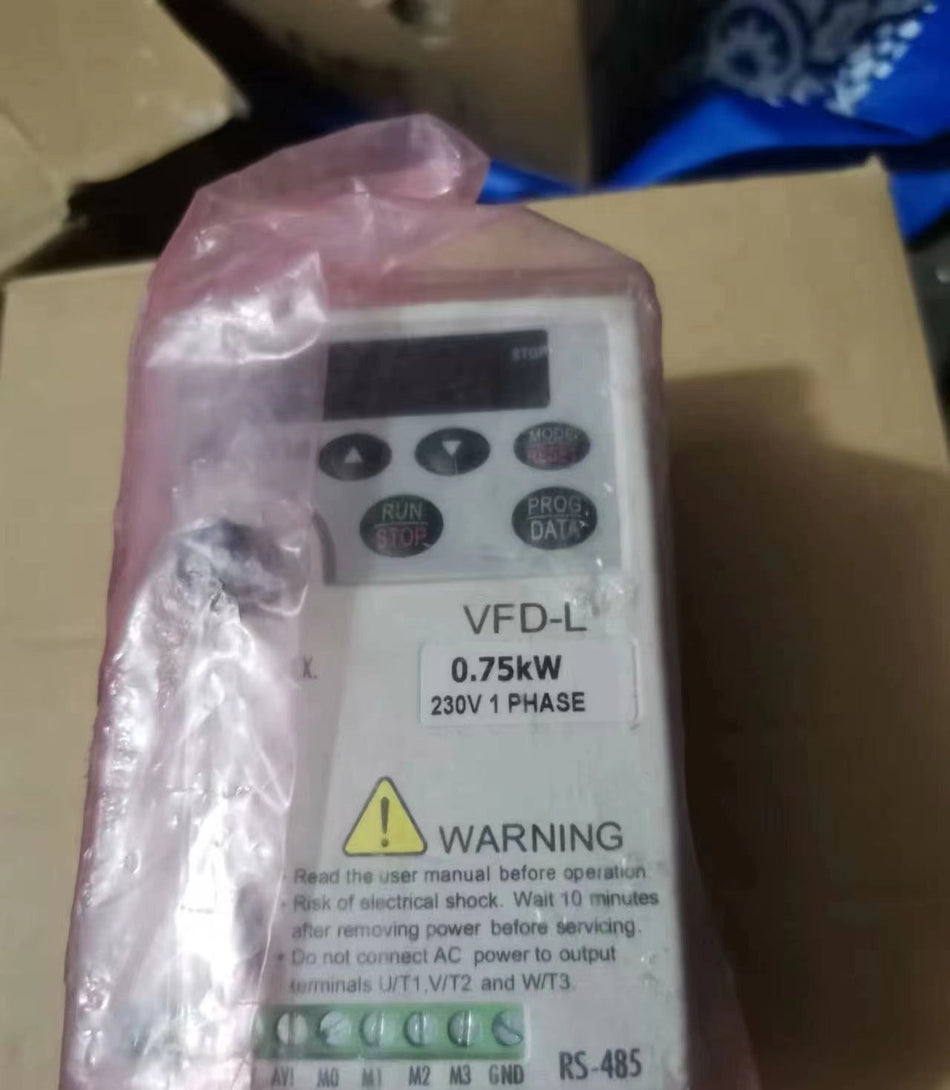 STOP
MODE
RESET
RUN
STOP
PROG
DATA
VFD-L
X.
0.75kW
230V 1 PHASE
WARNING
· Read the user manual before operation.
· Risk of electrical shock. Wait 10 minutes
after removing power before servicing.
· Do not connect AC power to output
terminals U/T1,V/T2 and W/T3.
AVI M0 M1 M2 M3 GND
RS-485